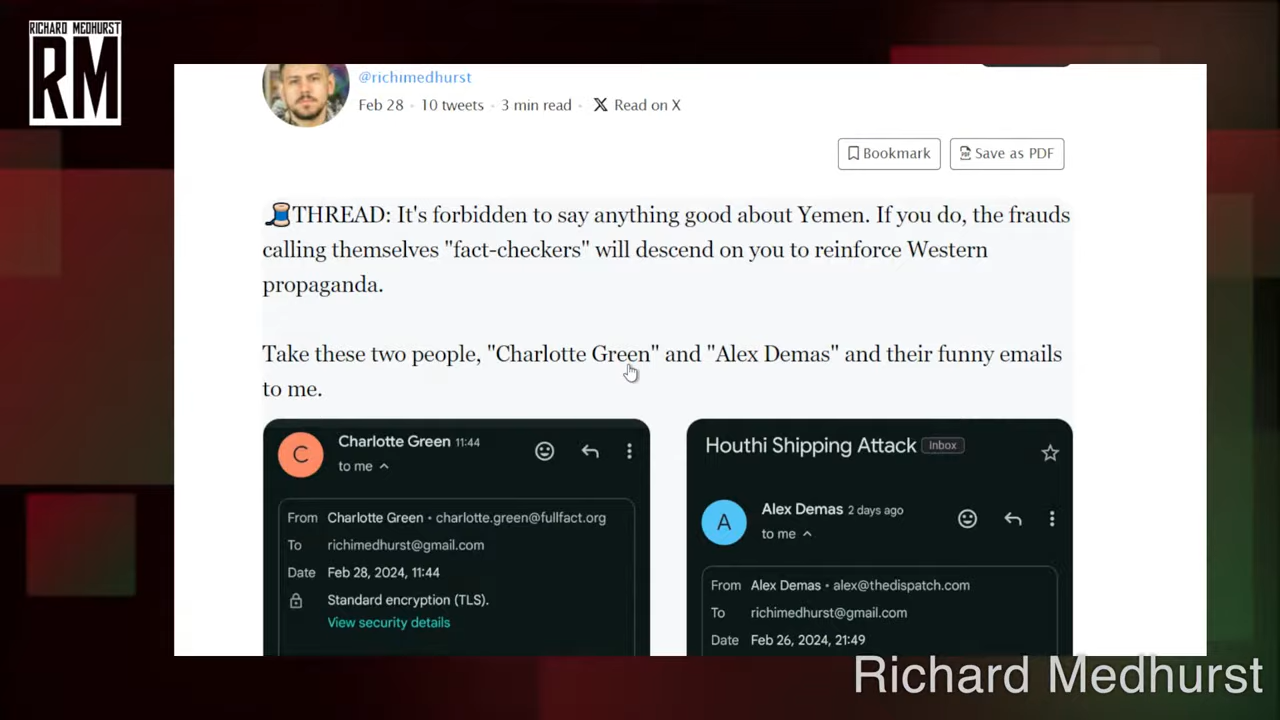 RICHARD MEDHURST
RM
@richimedhurst
Feb 28 · 10 tweets · 3 min read · X Read on X
Bookmark
Save as PDF
THREAD: It's forbidden to say anything good about Yemen. If you do, the frauds
calling themselves "fact-checkers" will descend on you to reinforce Western
propaganda.
Take these two people, "Charlotte Green" and "Alex Demas" and their funny emails
to me.
C
Charlotte Green 11:44
to me
From Charlotte Green • charlotte.green@fullfact.org
To richimedhurst@gmail.com
Date Feb 28, 2024, 11:44
Standard encryption (TLS).
View security details
Houthi Shipping Attack Inbox
A
Alex Demas 2 days ago
to me
From Alex Demas • alex@thedispatch.com
To richimedhurst@gmail.com
Date Feb 26, 2024, 21:49
Richard Medhurst